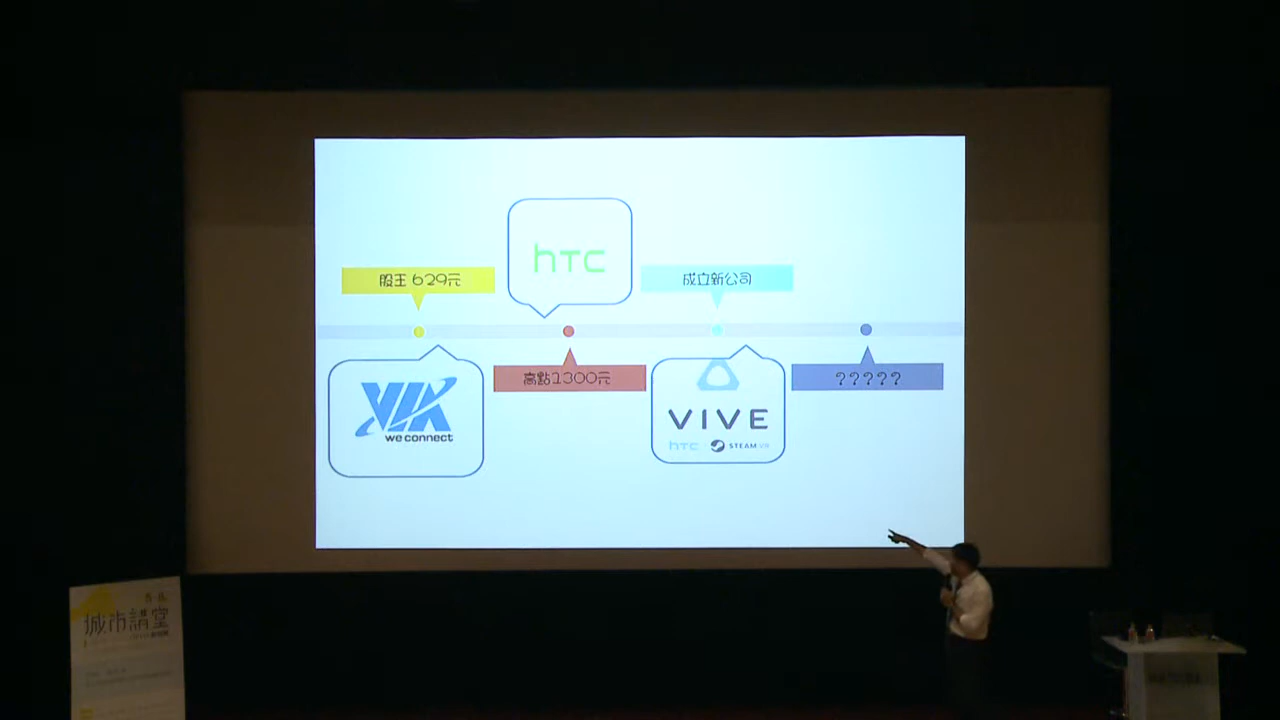 htc
股王 629元
成立新公司
高點1300元
?????
VIA
we connect
VIVE
htc
STEAM VR
城市講堂